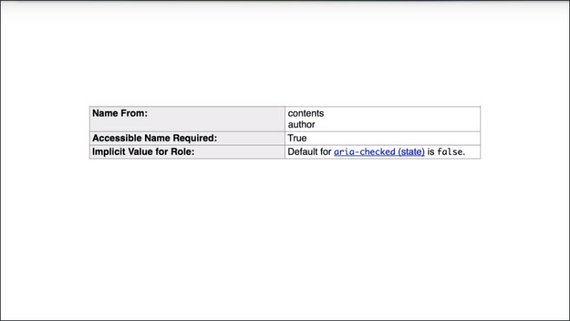 Name From: contents
author
Accessible Name Required: True
Implicit Value for Role: Default for aria-checked (state) is false.